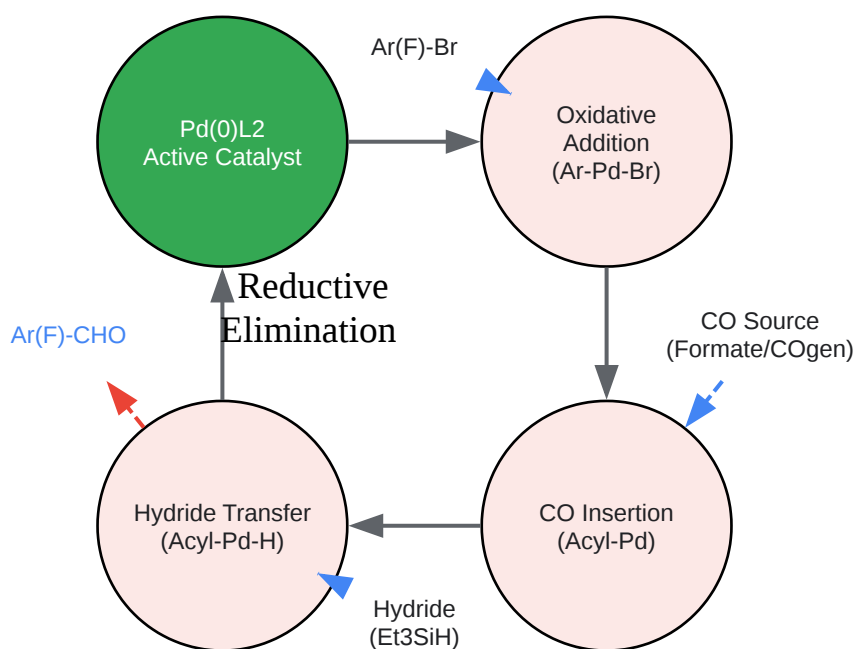 Ar(F)-Br
Pd(0)L2
Active Catalyst
Oxidative
Addition
(Ar-Pd-Br)
Reductive
Elimination
Ar(F)-CHO
CO Source
(Formate/COgen)
Hydride Transfer
(Acyl-Pd-H)
CO Insertion
(Acyl-Pd)
Hydride
(Et3SiH)